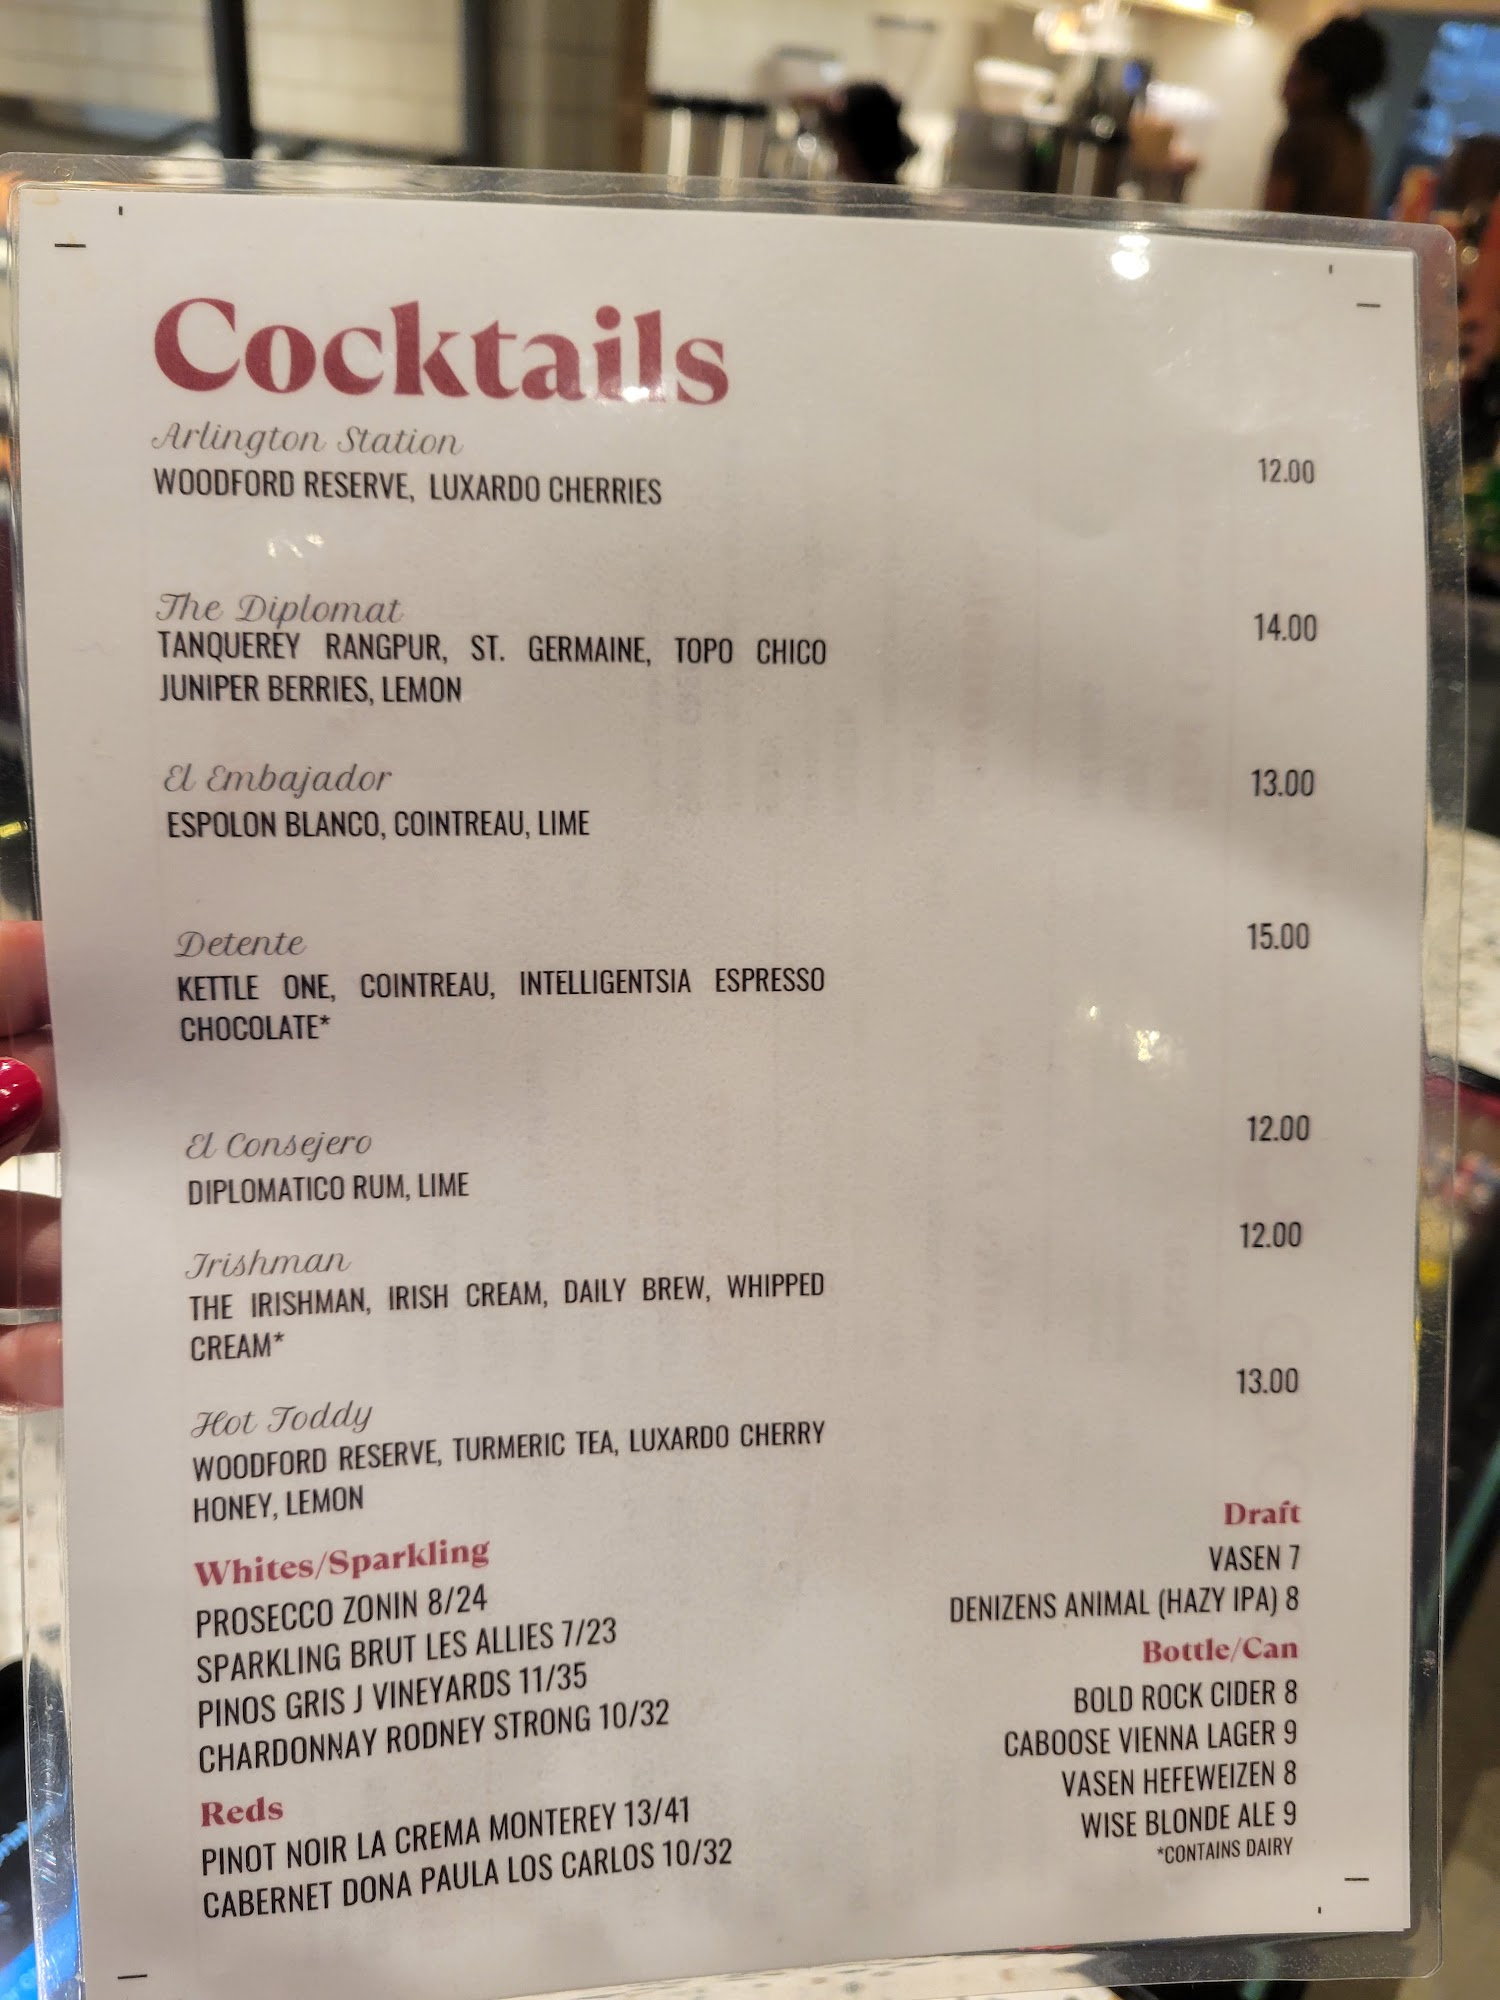 Cocktails
Arlington Station
12.00
WOODFORD RESERVE, LUXARDO CHERRIES
The Diplomat
14.00
TANQUEREY RANGPUR, ST. GERMAINE, TOPO CHICO
JUNIPER BERRIES, LEMON
El Embajador
13.00
ESPOLON BLANCO, COINTREAU, LIME
Detente
15.00
KETTLE ONE, COINTREAU, INTELLIGENTSIA ESPRESSO
CHOCOLATE*
El Consejero
12.00
DIPLOMATICO RUM, LIME
Irishman
12.00
THE IRISHMAN, IRISH CREAM, DAILY BREW, WHIPPED
CREAM*
Hot Toddy
13.00
WOODFORD RESERVE, TURMERIC TEA, LUXARDO CHERRY
HONEY, LEMON
Whites/Sparkling
PROSECCO ZONIN 8/24
SPARKLING BRUT LES ALLIES 7/23
PINOS GRIS J VINEYARDS 11/35
CHARDONNAY RODNEY STRONG 10/32
Reds
PINOT NOIR LA CREMA MONTEREY 13/41
CABERNET DONA PAULA LOS CARLOS 10/32
Draft
VASEN 7
DENIZENS ANIMAL (HAZY IPA) 8
Bottle/Can
BOLD ROCK CIDER 8
CABOOSE VIENNA LAGER 9
VASEN HEFEWEIZEN 8
WISE BLONDE ALE 9
*CONTAINS DAIRY